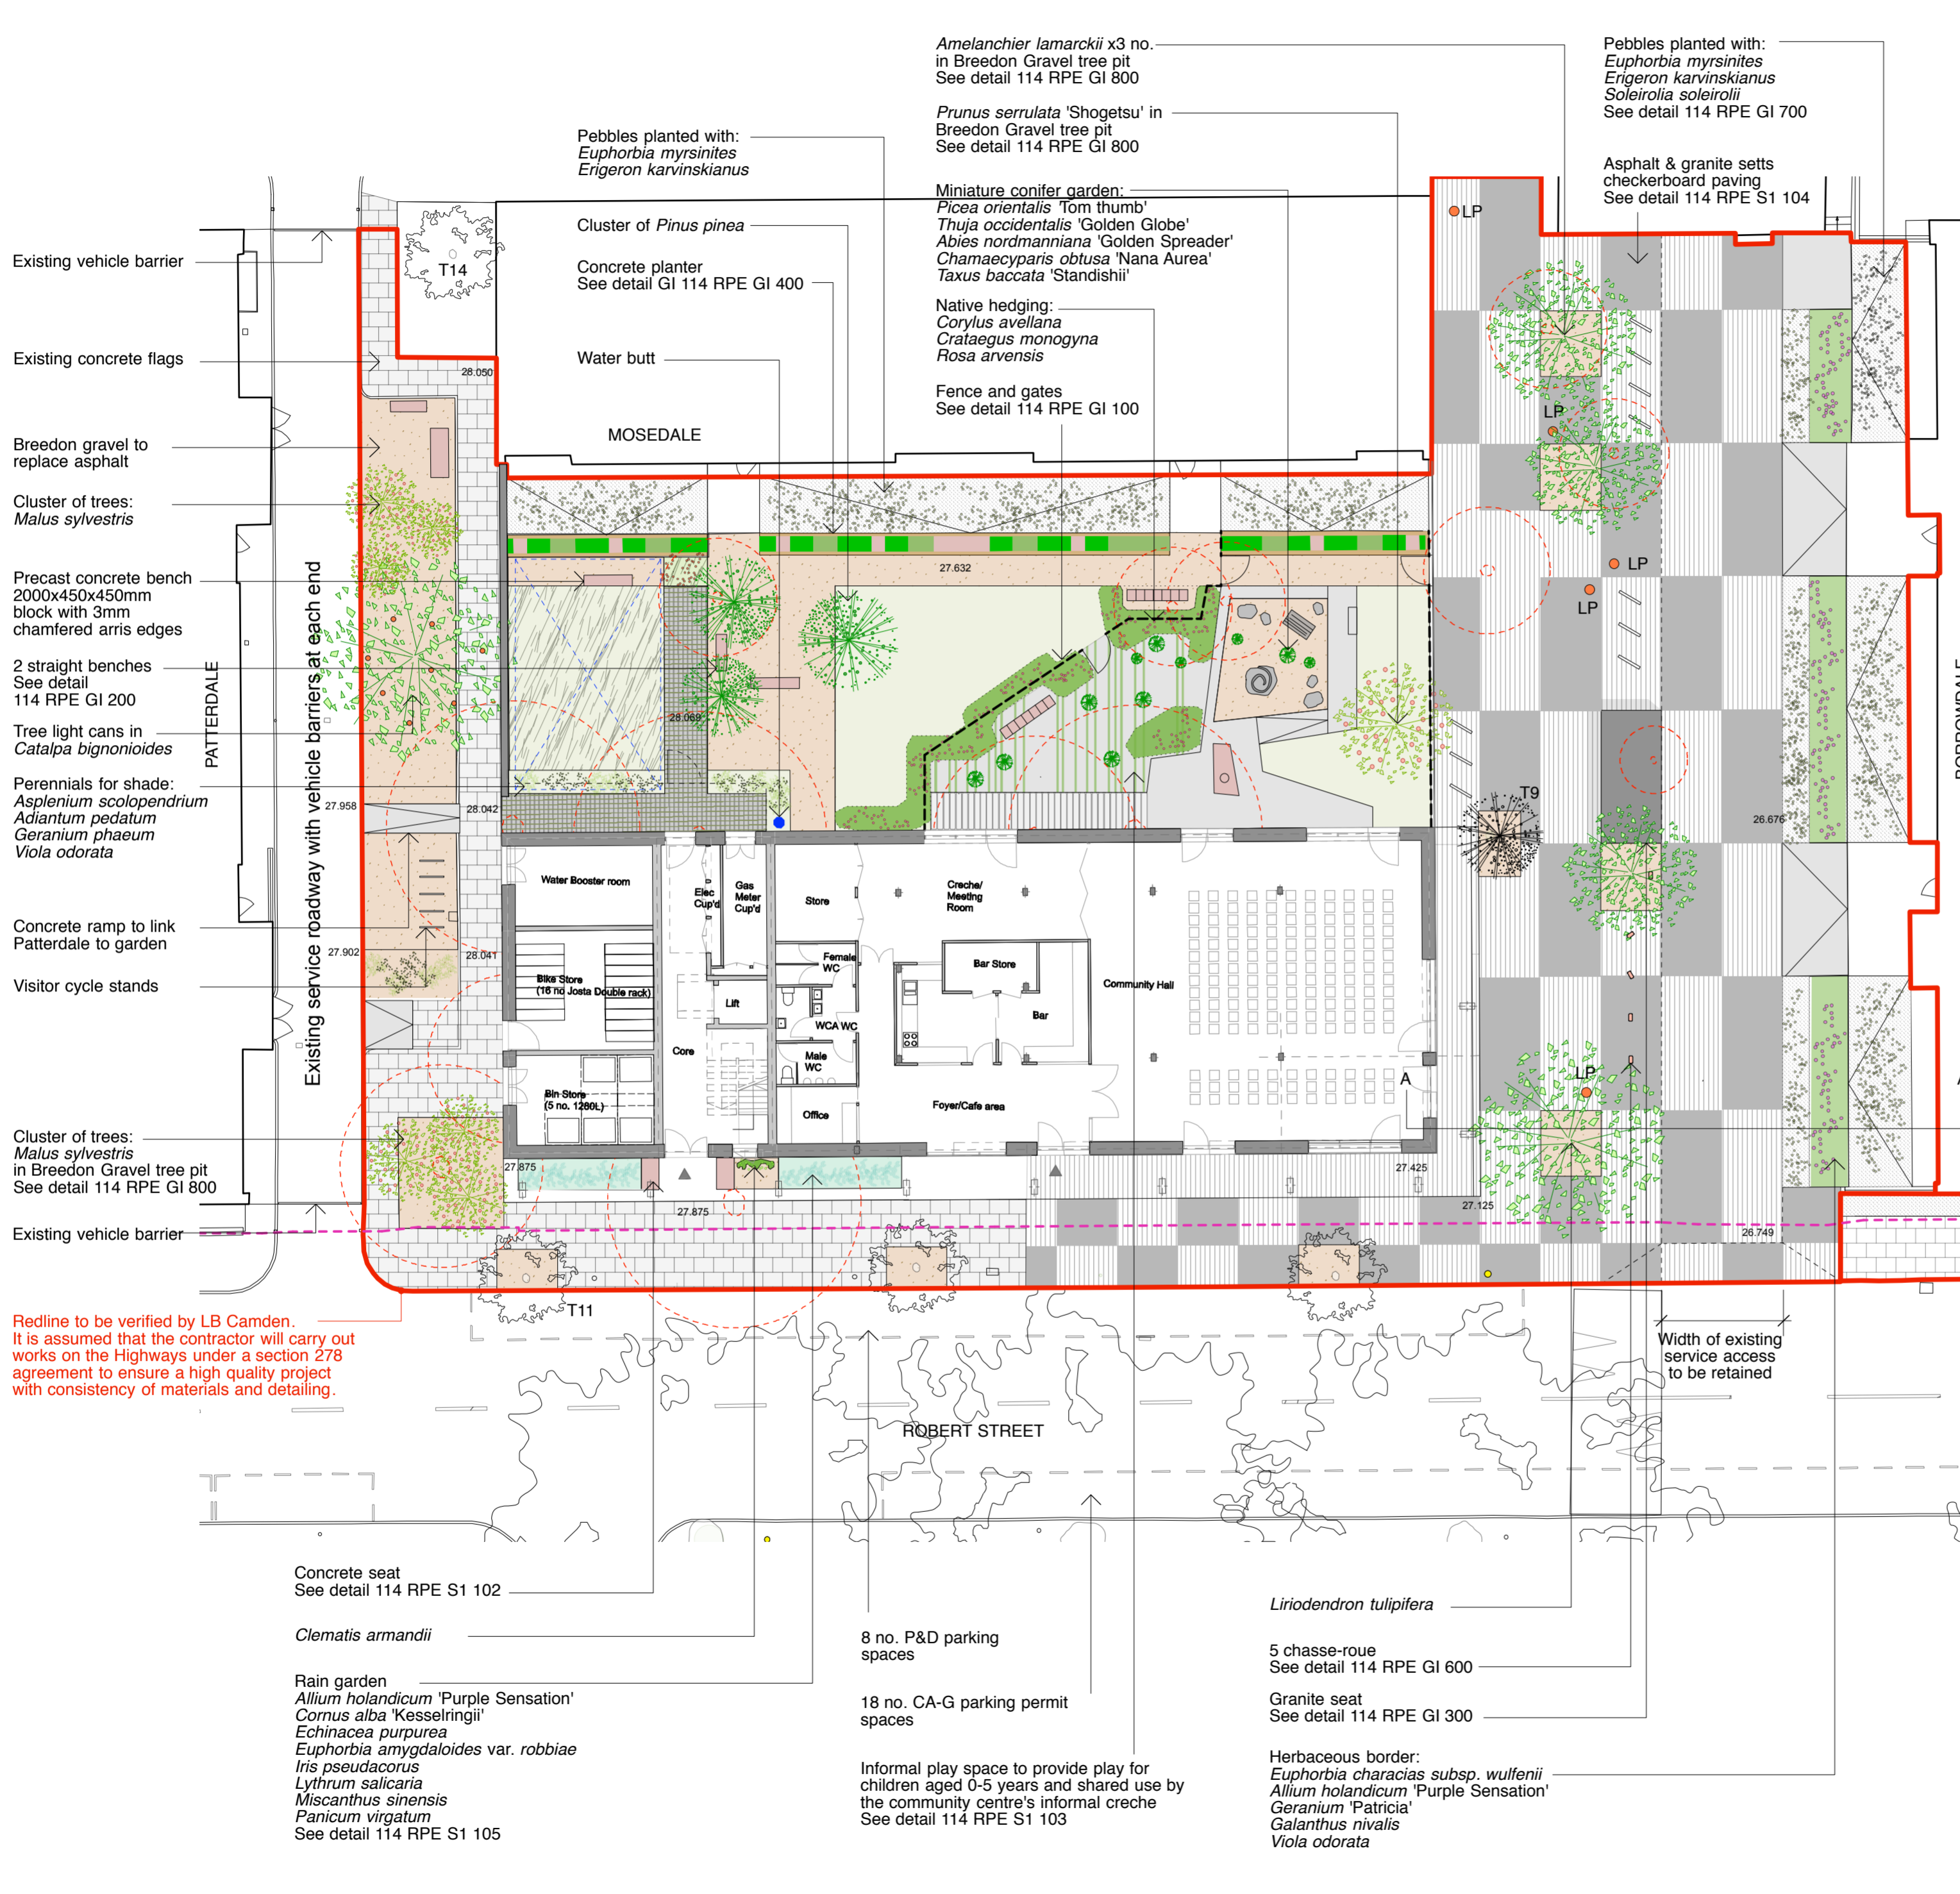 Amelanchier lamarckii x3 no.
in Breedon Gravel tree pit
See detail 114 RPE GI 800
Prunus serrulata 'Shogetsu' in
Breedon Gravel tree pit
See detail 114 RPE GI 800
Miniature conifer garden:
Picea orientalis 'Tom thumb'
Thuja occidentalis 'Golden Globe'
Abies nordmanniana 'Golden Spreader'
Chamaecyparis obtusa 'Nana Aurea'
Taxus baccata 'Standishii'
Native hedging:
Corylus avellana
Crataegus monogyna
Rosa arvensis
Fence and gates
See detail 114 RPE GI 100
Pebbles planted with:
Euphorbia myrsinites
Erigeron karvinskianus
Soleirolia soleirolii
See detail 114 RPE GI 700
Asphalt & granite setts
checkerboard paving
See detail 114 RPE S1 104
Pebbles planted with:
Euphorbia myrsinites
Erigeron karvinskianus
Cluster of Pinus pinea
Concrete planter
See detail GI 114 RPE GI 400
Water butt
MOSEDALE
Existing vehicle barrier
Existing concrete flags
Breedon gravel to
replace asphalt
Cluster of trees:
Malus sylvestris
Precast concrete bench
2000x450x450mm
block with 3mm
chamfered arris edges
2 straight benches
See detail
114 RPE GI 200
Tree light cans in
Catalpa bignonioides
Perennials for shade:
Asplenium scolopendrium
Adiantum pedatum
Geranium phaeum
Viola odorata
Concrete ramp to link
Patterdale to garden
Visitor cycle stands
Cluster of trees:
Malus sylvestris
in Breedon Gravel tree pit
See detail 114 RPE GI 800
Existing vehicle barrier
Redline to be verified by LB Camden.
It is assumed that the contractor will carry out
works on the Highways under a section 278
agreement to ensure a high quality project
with consistency of materials and detailing.
PATTERDALE
Existing service roadway with vehicle barriers at each end
T14
28.050
27.632
28.069
27.958
28.042
27.902
28.041
27.875
27.875
27.425
27.125
26.676
26.749
LP
LP
LP
LP
LP
T9
T11
A
Water Booster room
Elec
Cup'd
Gas
Meter
Cup'd
Store
Creche/
Meeting
Room
Female
WC
Bar Store
Community Hall
Bike Store
(16 no Josta Double rack)
Lift
WCA WC
Bar
Core
Male
WC
Bin Store
(5 no. 1280L)
Office
Foyer/Cafe area
Width of existing
service access
to be retained
ROBERT STREET
Concrete seat
See detail 114 RPE S1 102
Clematis armandii
Rain garden
Allium holandicum 'Purple Sensation'
Cornus alba 'Kesselringii'
Echinacea purpurea
Euphorbia amygdaloides var. robbiae
Iris pseudacorus
Lythrum salicaria
Miscanthus sinensis
Panicum virgatum
See detail 114 RPE S1 105
8 no. P&D parking
spaces
18 no. CA-G parking permit
spaces
Informal play space to provide play for
children aged 0-5 years and shared use by
the community centre's informal creche
See detail 114 RPE S1 103
Liriodendron tulipifera
5 chasse-roue
See detail 114 RPE GI 600
Granite seat
See detail 114 RPE GI 300
Herbaceous border:
Euphorbia characias subsp. wulfenii
Allium holandicum 'Purple Sensation'
Geranium 'Patricia'
Galanthus nivalis
Viola odorata